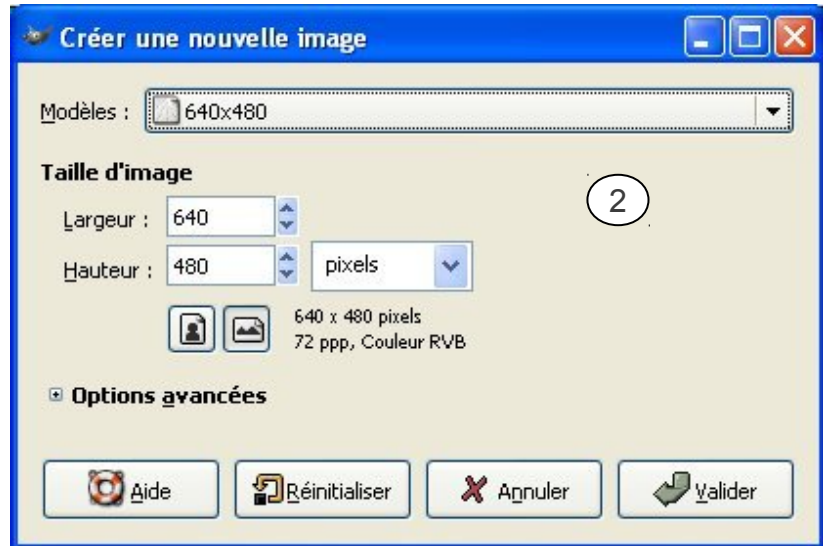 Créer une nouvelle image
Modèles : 640x480
Taille d'image
2
Largeur : 640
Hauteur : 480 pixels
640 x 480 pixels
72 ppp, Couleur RVB
Options avancées
Aide Réinitialiser Annuler Valider